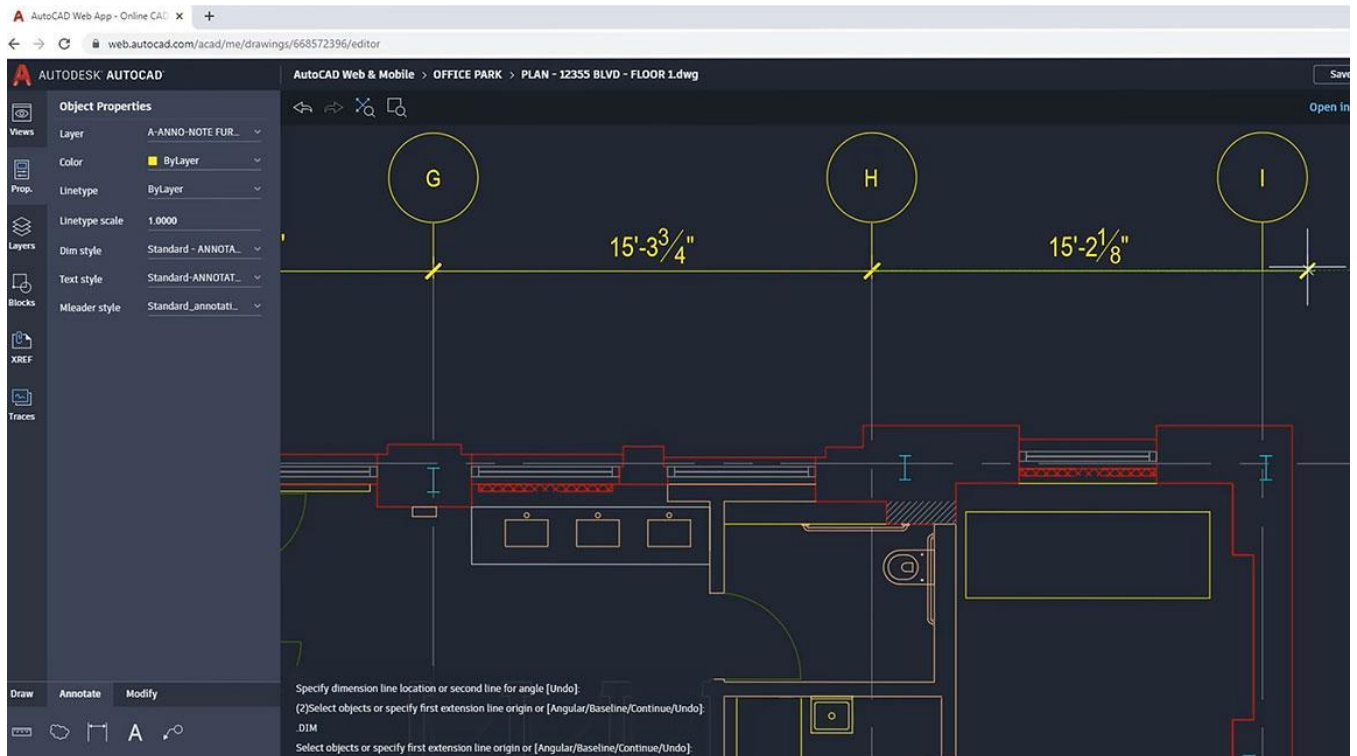 AutoCAD Web App - Online CAD
web.autocad.com/acad/me/drawings/668572396/editor
AUTODESK® AUTOCAD®
AutoCAD Web & Mobile > OFFICE PARK > PLAN - 12355 BLVD - FLOOR 1.dwg
Save
Views
Object Properties
Open in
Layer A-ANNO-NOTE FUR...
Color ByLayer
Prop.
Linetype ByLayer
Linetype scale 1.0000
Layers
Dim style Standard - ANNOTA...
Text style Standard-ANNOTAT...
Blocks
Mleader style Standard_annotati...
XREF
Traces
G
H
I
'
15'-3 3/4"
15'-2 1/8"
Draw Annotate Modify
A
Specify dimension line location or second line for angle [Undo]:
(2)Select objects or specify first extension line origin or [Angular/Baseline/Continue/Undo]:
.DIM
Select objects or specify first extension line origin or [Angular/Baseline/Continue/Undo]: